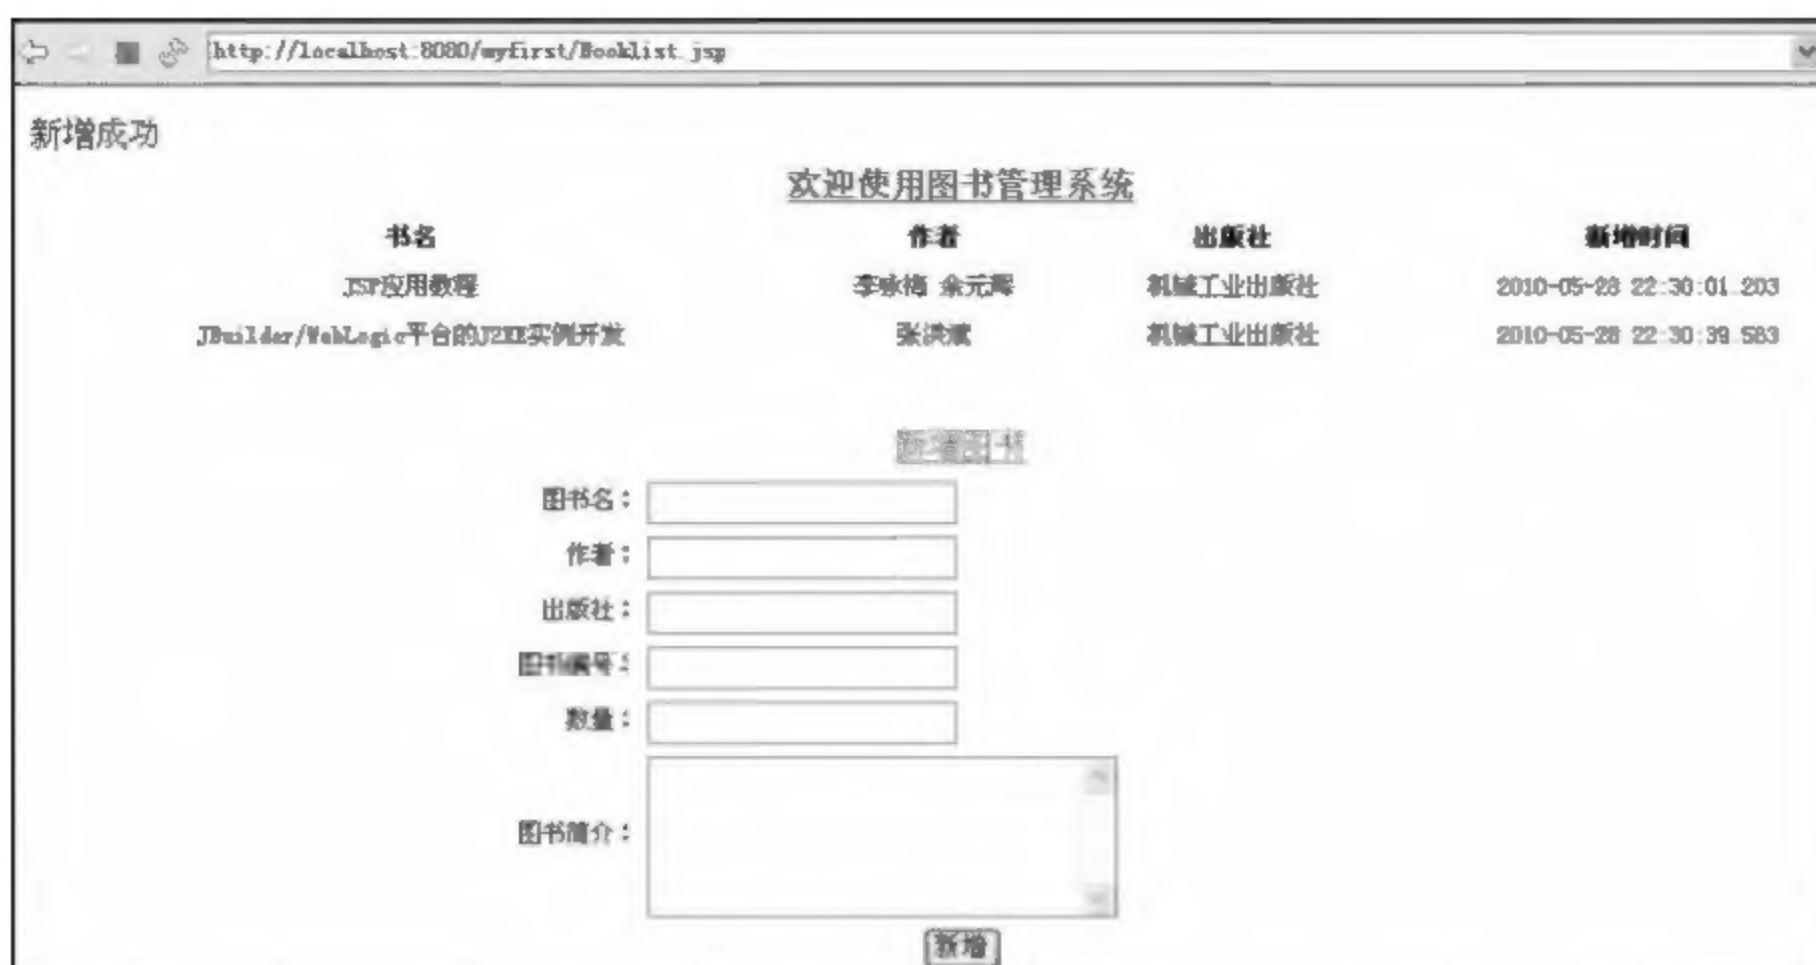 http://localhost:8080/myfirst/Booklist.jsp
新增成功
欢迎使用图书管理系统
书名 作者 出版社 新增时间
JSP应用教程 李咏梅 余元辉 机械工业出版社 2010-05-28 22:30:01.203
JBuilder/WebLogic平台的J2EE实例开发 张洪斌 机械工业出版社 2010-05-28 22:30:39.563
新增图书
图书名：
作者：
出版社：
图书编号：
数量：
图书简介：
新增